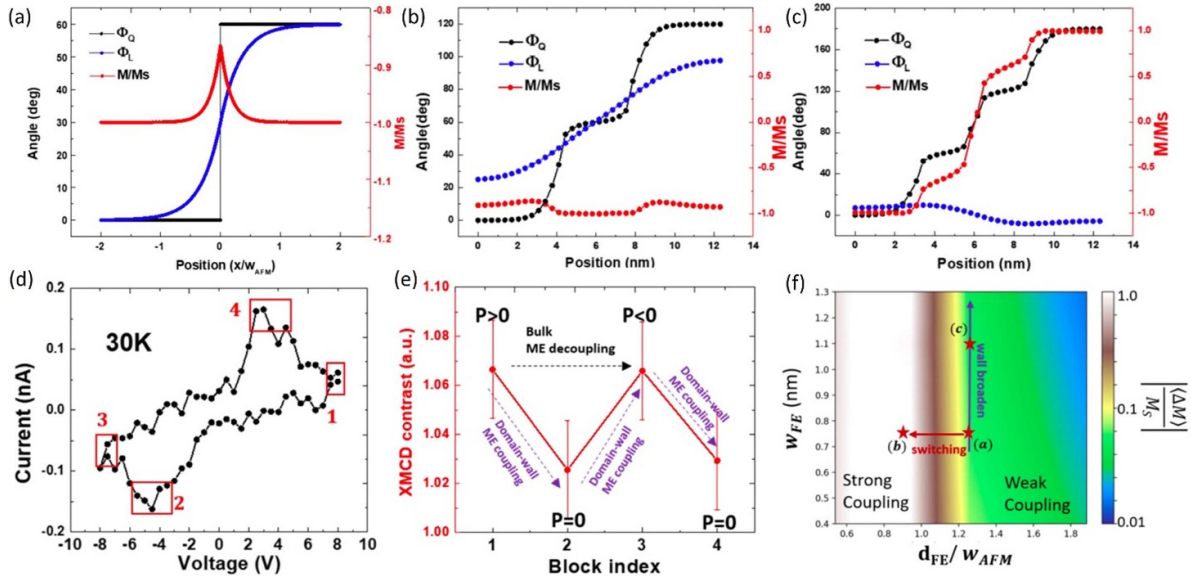 (a)
60
50
40
30
20
10
0
Angle (deg)
Φ_Q
Φ_L
M/Ms
-2
-1
0
1
2
Position (x/w_AFM)
-0.8
-0.9
-1.0
-1.1
-1.2
M/Ms
(b)
120
100
80
60
40
20
0
Angle(deg)
Φ_Q
Φ_L
M/Ms
0
2
4
6
8
10
12
14
Position (nm)
1.0
0.5
0.0
-0.5
-1.0
M/Ms
(c)
200
160
120
80
40
0
Angle(deg)
Φ_Q
Φ_L
M/Ms
0
2
4
6
8
10
12
14
Position (nm)
1.0
0.5
0.0
-0.5
-1.0
M/Ms
(d)
0.2
0.1
0.0
-0.1
-0.2
Current (nA)
30K
4
1
3
2
-10
-8
-6
-4
-2
0
2
4
6
8
10
Voltage (V)
(e)
1.10
1.08
1.06
1.04
1.02
1.00
XMCD contrast (a.u.)
P>0
P<0
Bulk
ME decoupling
Domain-wall
ME coupling
Domain-wall
ME coupling
Domain-wall
ME coupling
P=0
P=0
1
2
3
4
Block index
(f)
1.3
1.2
1.1
1.0
0.9
0.8
0.7
0.6
0.5
0.4
w_FE (nm)
(c)
wall broaden
(b)
switching
(a)
Strong
Coupling
Weak
Coupling
0.6
0.8
1.0
1.2
1.4
1.6
1.8
d_FE/ w_AFM
1.0
0.1
0.01
|⟨ΔM⟩/M_S|